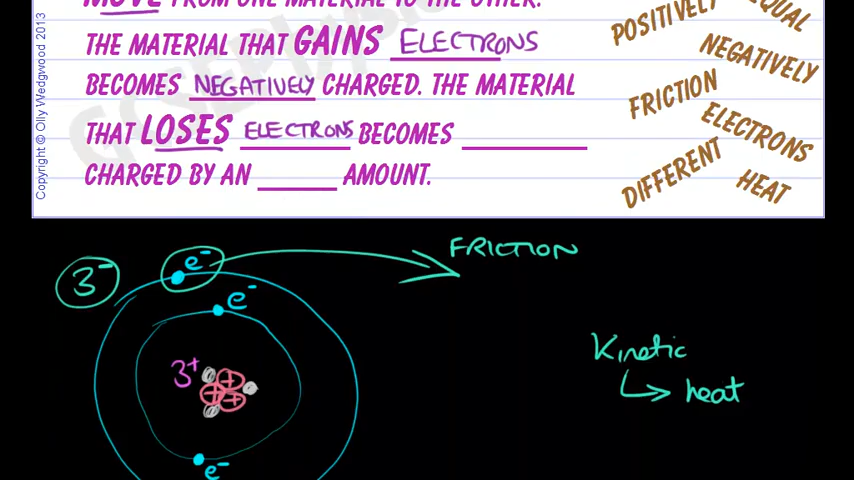 MOVE FROM ONE MATERIAL TO THE OTHER.
THE MATERIAL THAT GAINS ELECTRONS
BECOMES NEGATIVELY CHARGED. THE MATERIAL
THAT LOSES ELECTRONS BECOMES ________
CHARGED BY AN ________ AMOUNT.
Copyright © Olly Wedgwood 2013
POSITIVELY
EQUAL
NEGATIVELY
FRICTION
ELECTRONS
DIFFERENT
HEAT
3-
e-
FRICTION
e-
Kinetic
3+
heat
+
+ +
e-